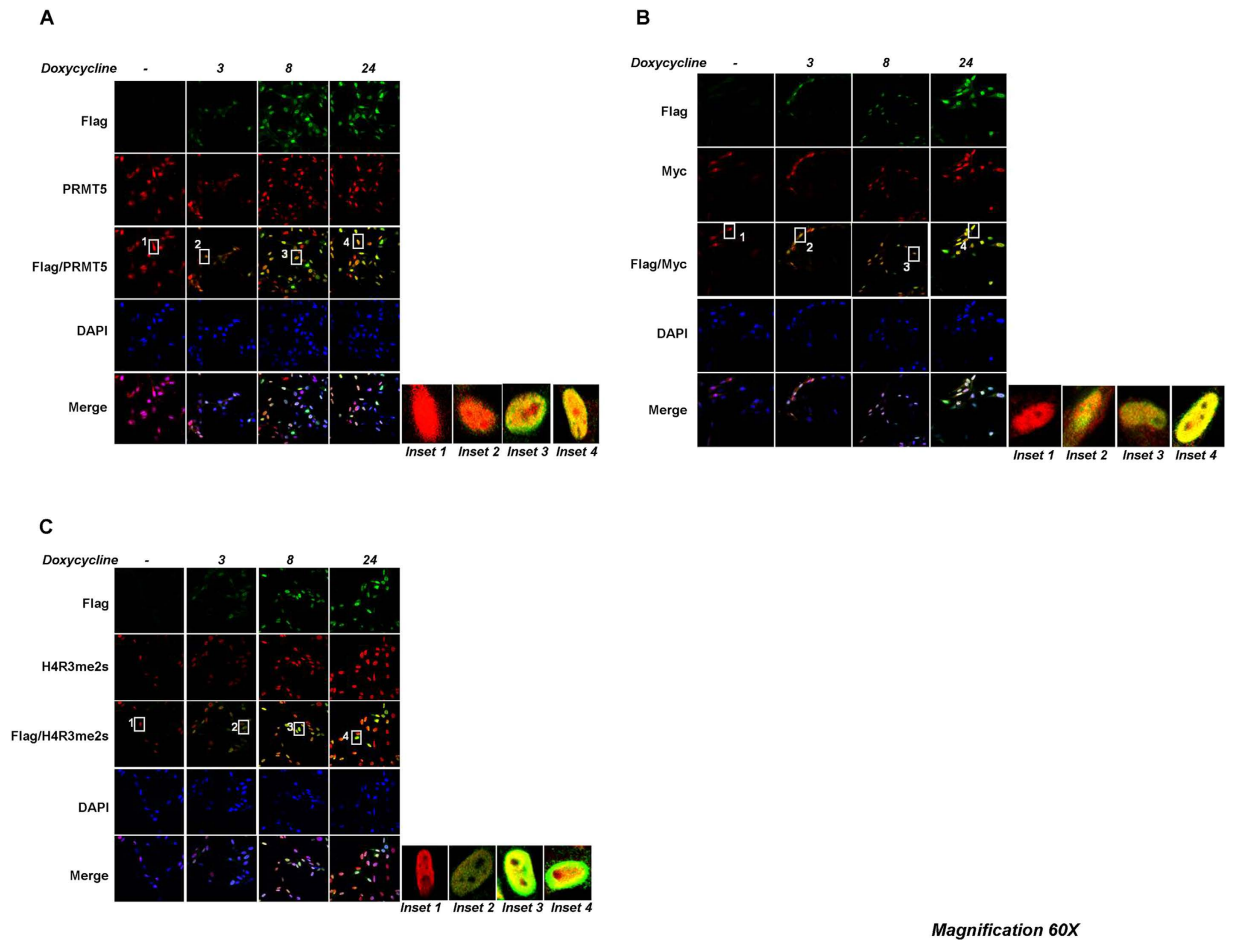 A
Doxycycline - 3 8 24
Flag
PRMT5
Flag/PRMT5
1 2 3 4
DAPI
Merge
Inset 1 Inset 2 Inset 3 Inset 4
B
Doxycycline - 3 8 24
Flag
Myc
Flag/Myc
1 2 3 4
DAPI
Merge
Inset 1 Inset 2 Inset 3 Inset 4
C
Doxycycline - 3 8 24
Flag
H4R3me2s
Flag/H4R3me2s
1 2 3 4
DAPI
Merge
Inset 1 Inset 2 Inset 3 Inset 4
Magnification 60X